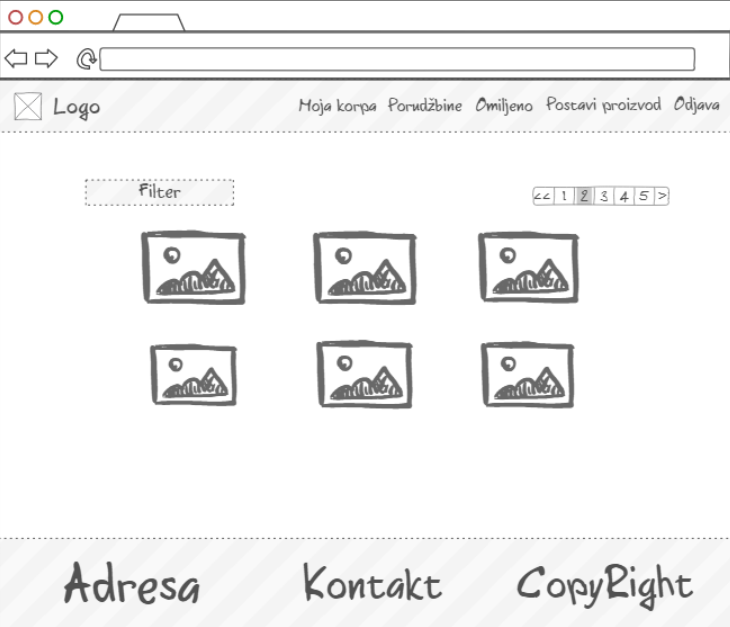 Logo Moja korpa Porudžbine Omiljeno Postavi proizvod Odjava
Filter << 1 2 3 4 5 >
Adresa Kontakt CopyRight